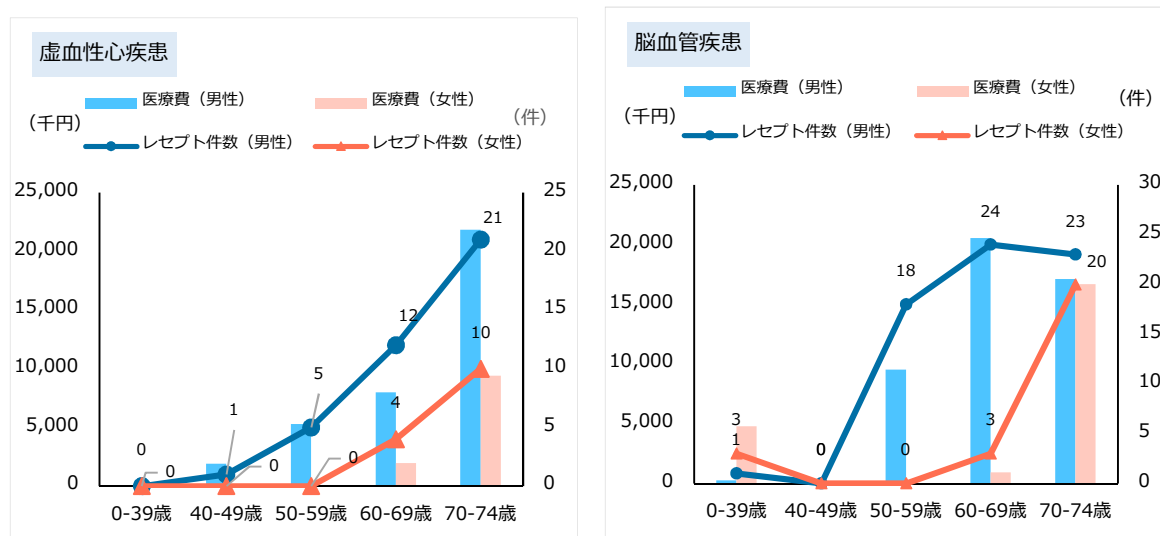 虚血性心疾患
医療費（男性） 医療費（女性）
（千円） （件）
レセプト件数（男性） レセプト件数（女性）
25,000 25
21
20,000 20
15,000 15
12
10
10,000 10
5
4
5,000 5
1
0 0 0 0
0 0
0-39歳 40-49歳 50-59歳 60-69歳 70-74歳
脳血管疾患
医療費（男性） 医療費（女性）
（千円） （件）
レセプト件数（男性） レセプト件数（女性）
25,000 30
24 23
20,000 25
20
18
20
15,000
15
10,000
10
5,000
3 3
5
1 0 0 0
0 0
0-39歳 40-49歳 50-59歳 60-69歳 70-74歳